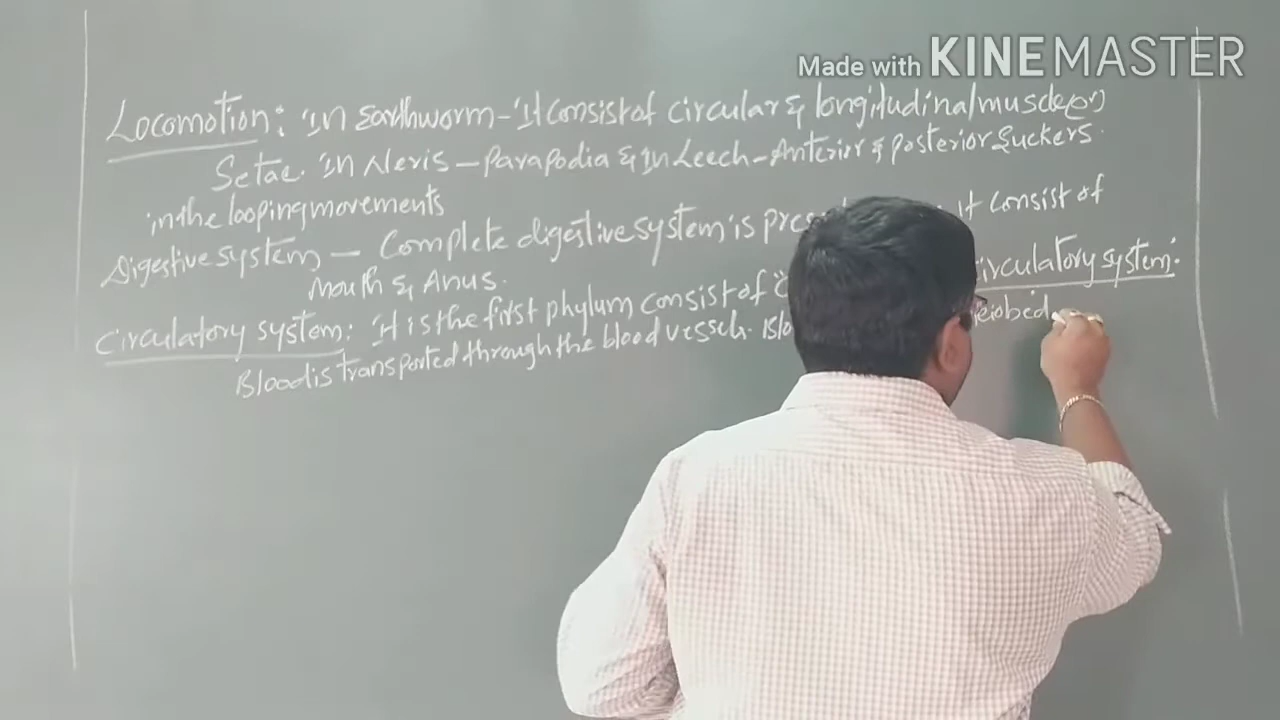 Made with KINEMASTER
Locomotion: In Earthworm - It consist of circular & longitudinal muscle (or)
Setae. In Neris - Parapodia & In Leech - Anterior & posterior Suckers
in the looping movements
Digestive system - Complete digestive system is It consist of
Mouth & Anus.
Circulatory system: It is the first phylum consist of circulatory system:
Blood is transported through the blood vessels.